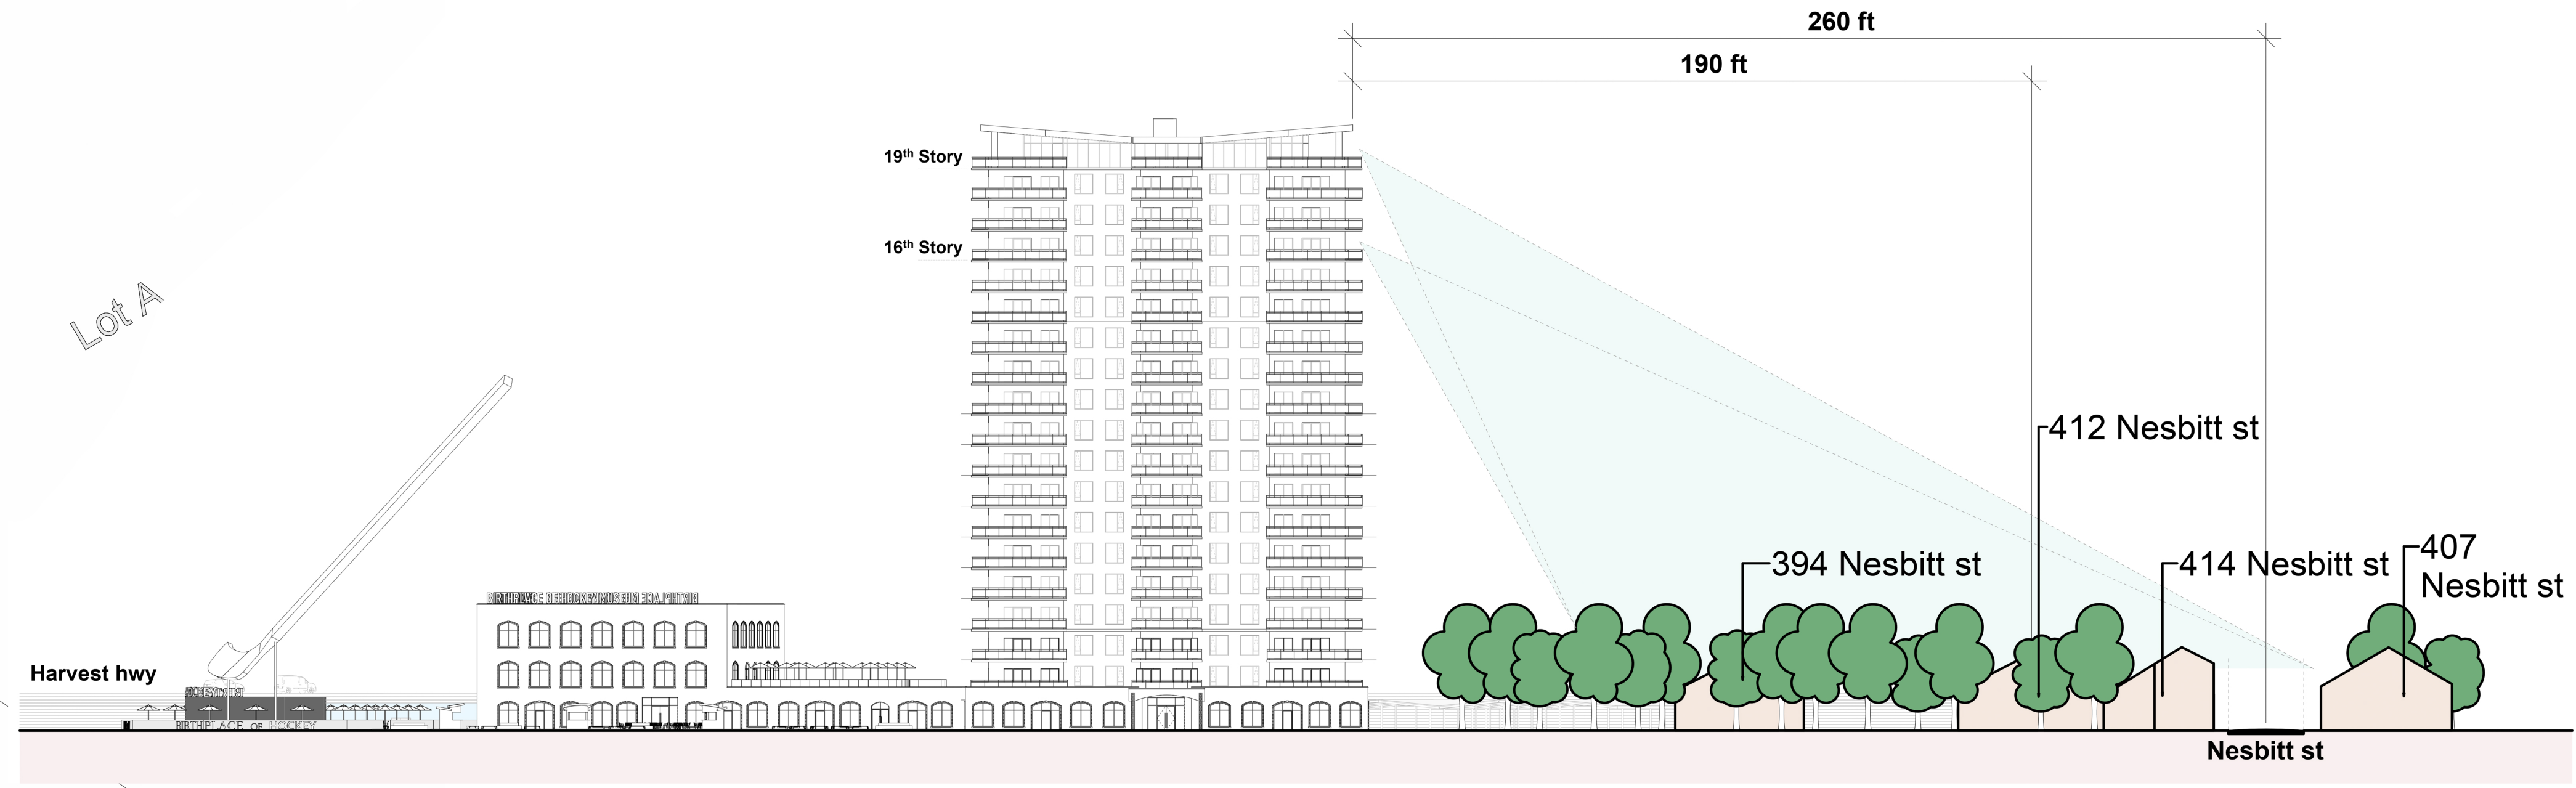 260 ft
190 ft
19th Story
16th Story
Lot A
412 Nesbitt st
394 Nesbitt st
414 Nesbitt st
407
Nesbitt st
BIRTHPLACE OF HOCKEY MUSEUM
Harvest hwy
BIRTHPLACE OF HOCKEY
Nesbitt st